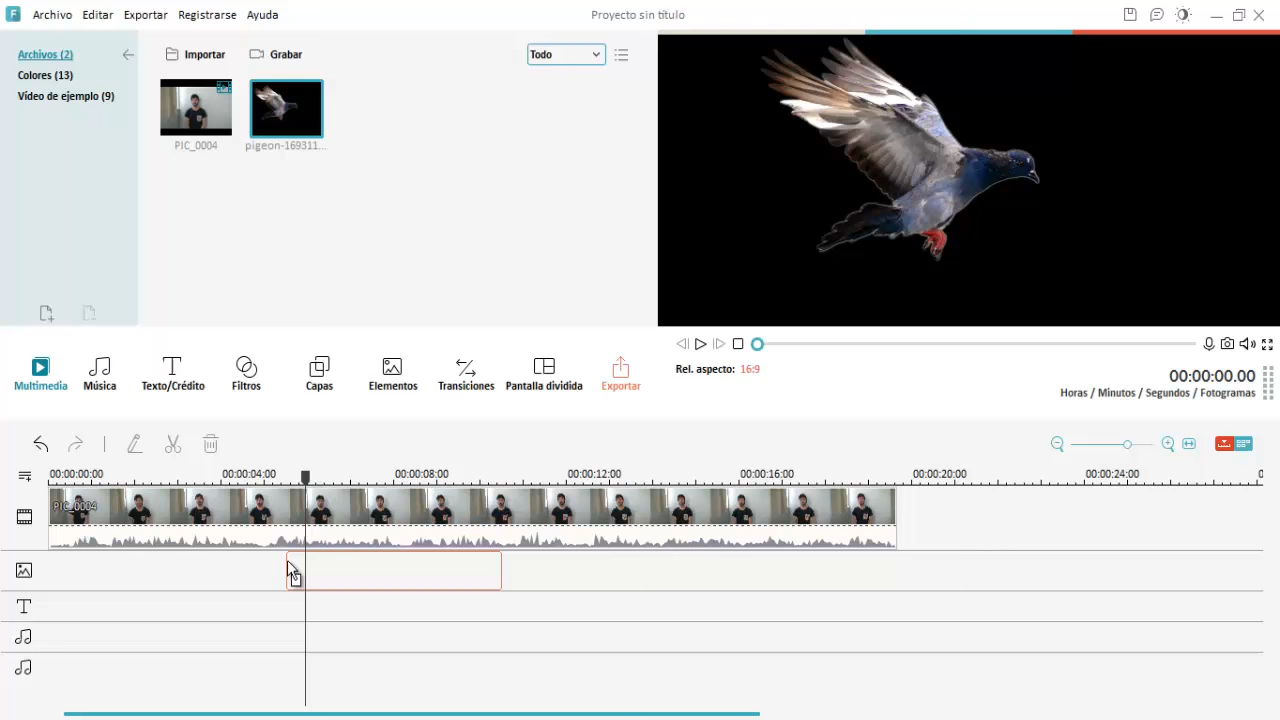 F Archivo Editar Exportar Registrarse Ayuda Proyecto sin título
Archivos (2)
Colores (13)
Vídeo de ejemplo (9)
Importar Grabar Todo
PIC_0004 pigeon-169311...
Multimedia Música Texto/Crédito Filtros Capas Elementos Transiciones Pantalla dividida Exportar
Rel. aspecto: 16:9
00:00:00.00
Horas / Minutos / Segundos / Fotogramas
00:00:00:00 00:00:04:00 00:00:08:00 00:00:12:00 00:00:16:00 00:00:20:00 00:00:24:00 0
PIC_0004